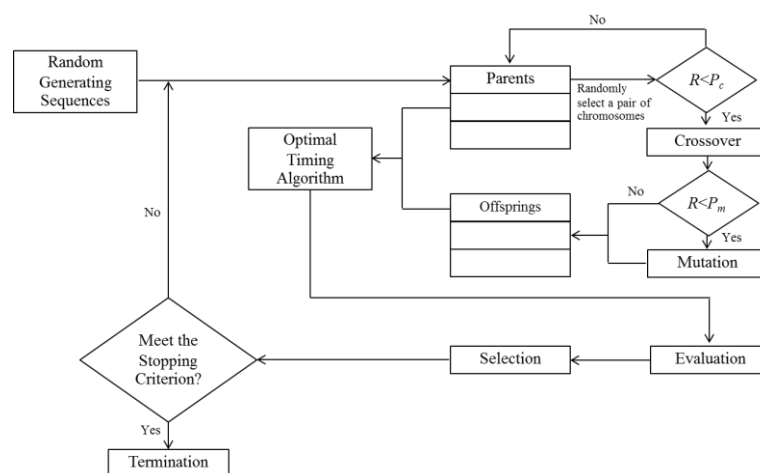 No
Random
Generating
Sequences
Parents
Randomly
select a pair of
chromosomes
R<Pc
Yes
Optimal
Timing
Algorithm
Crossover
No
Offsprings
No
R<Pm
Yes
Mutation
Meet the
Stopping
Criterion?
Selection
Evaluation
Yes
Termination